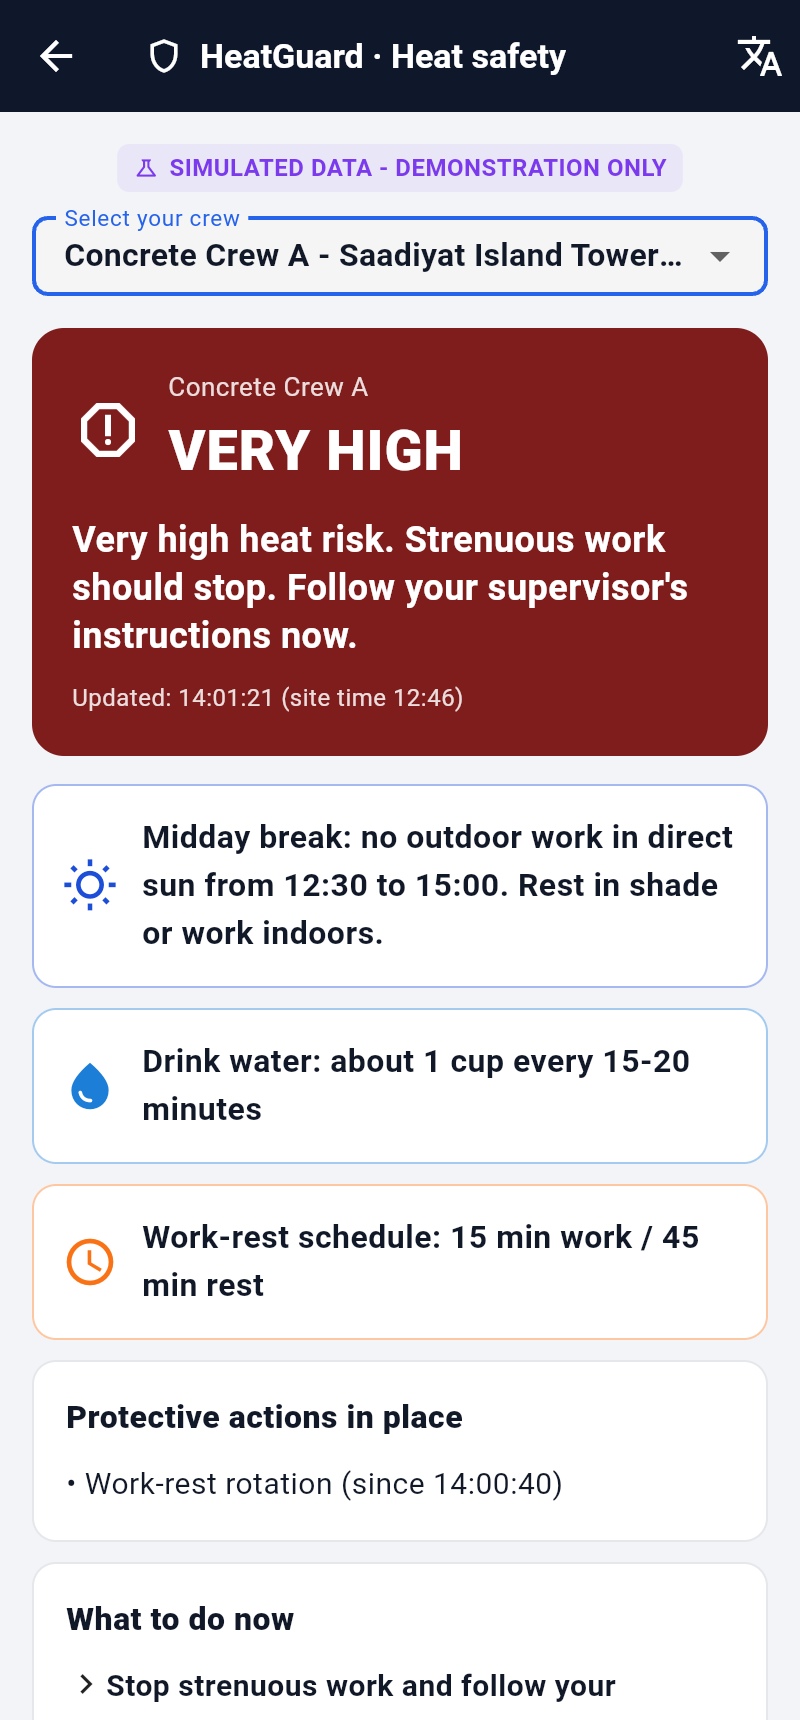 HeatGuard · Heat safety
SIMULATED DATA - DEMONSTRATION ONLY
Select your crew
Concrete Crew A - Saadiyat Island Tower...
Concrete Crew A
VERY HIGH
Very high heat risk. Strenuous work
should stop. Follow your supervisor's
instructions now.
Updated: 14:01:21 (site time 12:46)
Midday break: no outdoor work in direct
sun from 12:30 to 15:00. Rest in shade
or work indoors.
Drink water: about 1 cup every 15-20
minutes
Work-rest schedule: 15 min work / 45
min rest
Protective actions in place
• Work-rest rotation (since 14:00:40)
What to do now
Stop strenuous work and follow your